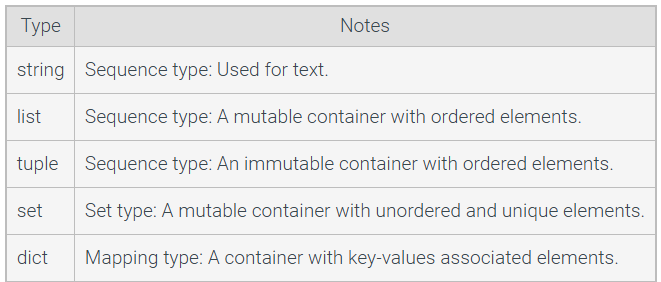 Type Notes
string Sequence type: Used for text.
list Sequence type: A mutable container with ordered elements.
tuple Sequence type: An immutable container with ordered elements.
set Set type: A mutable container with unordered and unique elements.
dict Mapping type: A container with key-values associated elements.